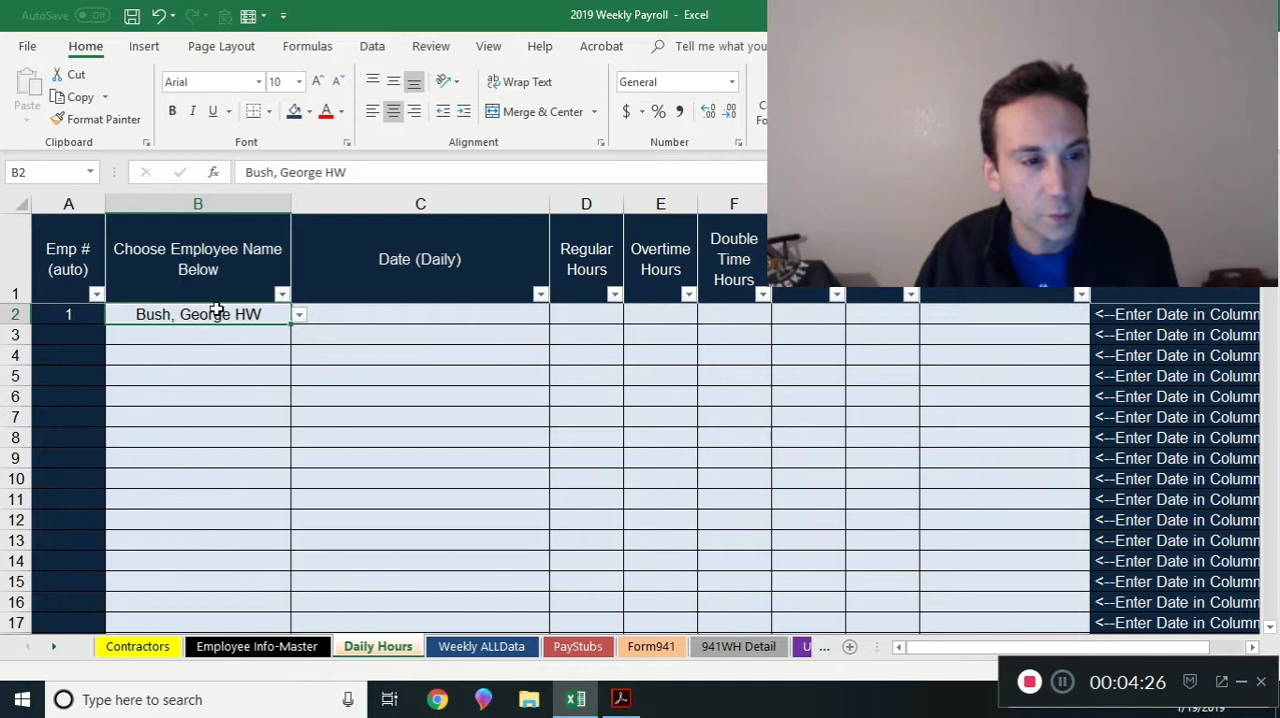 AutoSave Off
2019 Weekly Payroll - Excel
File Home Insert Page Layout Formulas Data Review View Help Acrobat Tell me what you
Paste
Cut
Copy
Format Painter
Clipboard
Arial 10
B I U
Font
Wrap Text
Merge & Center
Alignment
General
$ % ,
Number
B2 fx Bush, George HW
A B C D E F
1 Emp # (auto) Choose Employee Name Below Date (Daily) Regular Hours Overtime Hours Double Time Hours
2 1 Bush, George HW <--Enter Date in Column
3 <--Enter Date in Column
4 <--Enter Date in Column
5 <--Enter Date in Column
6 <--Enter Date in Column
7 <--Enter Date in Column
8 <--Enter Date in Column
9 <--Enter Date in Column
10 <--Enter Date in Column
11 <--Enter Date in Column
12 <--Enter Date in Column
13 <--Enter Date in Column
14 <--Enter Date in Column
15 <--Enter Date in Column
16 <--Enter Date in Column
17 <--Enter Date in Column
Contractors Employee Info-Master Daily Hours Weekly ALLData PayStubs Form941 941WH Detail U ...
00:04:26
Type here to search
1/19/2019